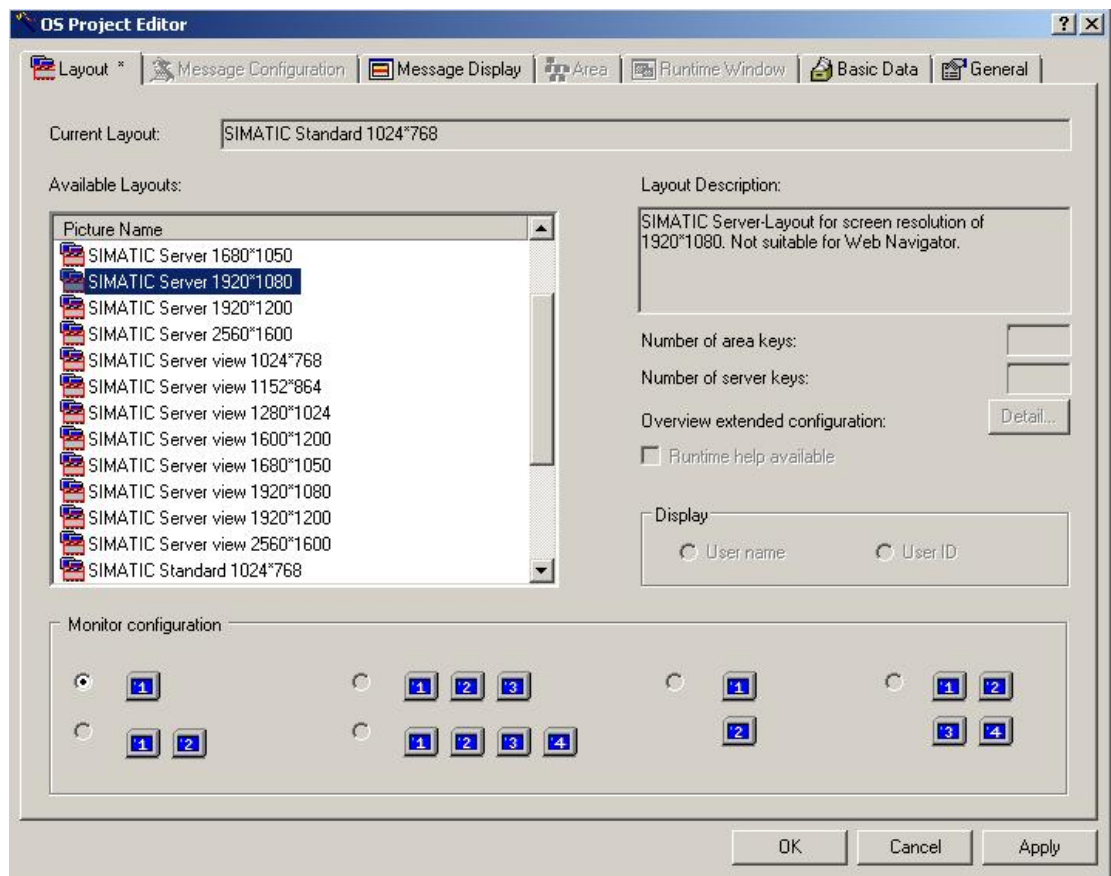 OS Project Editor
Layout *
Message Configuration
Message Display
Area
Runtime Window
Basic Data
General
Current Layout:
SIMATIC Standard 1024*768
Available Layouts:
Picture Name
SIMATIC Server 1680*1050
SIMATIC Server 1920*1080
SIMATIC Server 1920*1200
SIMATIC Server 2560*1600
SIMATIC Server view 1024*768
SIMATIC Server view 1152*864
SIMATIC Server view 1280*1024
SIMATIC Server view 1600*1200
SIMATIC Server view 1680*1050
SIMATIC Server view 1920*1080
SIMATIC Server view 1920*1200
SIMATIC Server view 2560*1600
SIMATIC Standard 1024*768
Layout Description:
SIMATIC Server-Layout for screen resolution of
1920*1080. Not suitable for Web Navigator.
Number of area keys:
Number of server keys:
Overview extended configuration:
Detail...
Runtime help available
Display
User name
User ID
Monitor configuration
1
1 2 3
1
2
1 2
3 4
1 2
1 2 3 4
OK
Cancel
Apply